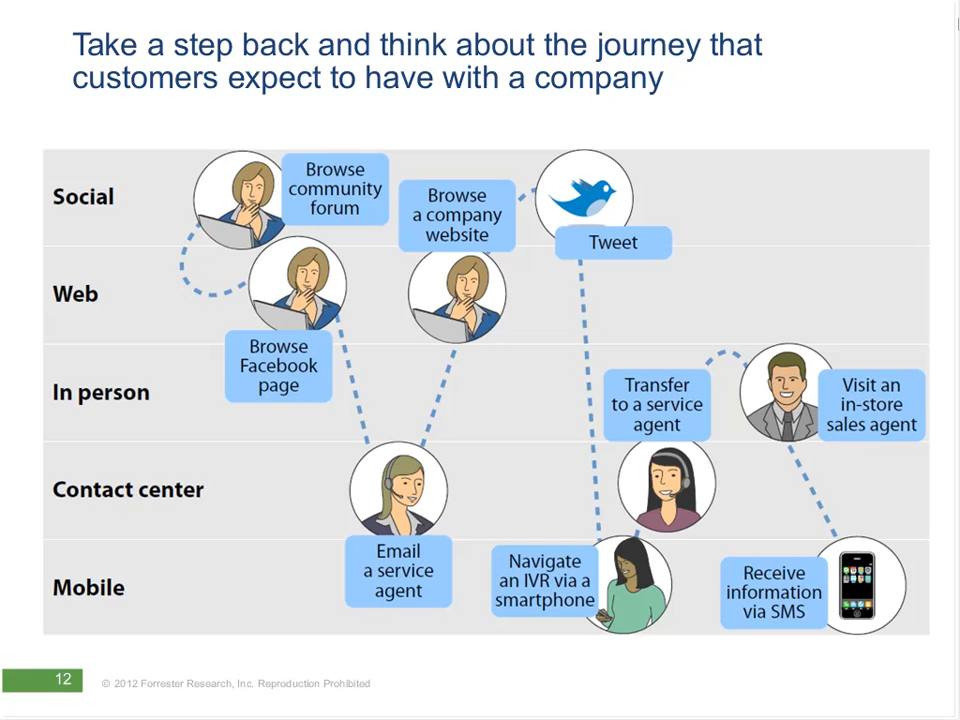 Take a step back and think about the journey that
customers expect to have with a company
Social
Browse
community
forum
Browse
a company
website
Tweet
Web
Browse
Facebook
page
In person
Transfer
to a service
agent
Visit an
in-store
sales agent
Contact center
Email
a service
agent
Navigate
an IVR via a
smartphone
Receive
information
via SMS
Mobile
12
© 2012 Forrester Research, Inc. Reproduction Prohibited